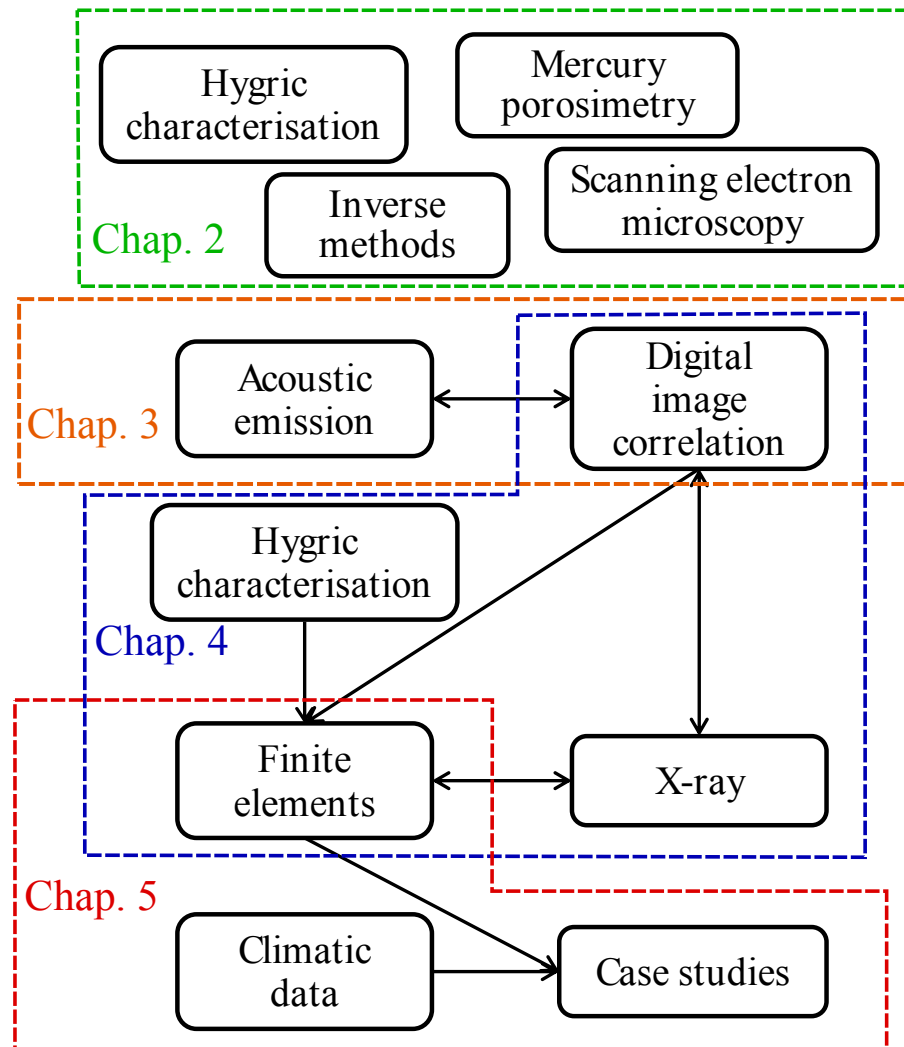 Hygric
characterisation
Mercury
porosimetry
Inverse
methods
Scanning electron
microscopy
Chap. 2
Acoustic
emission
Digital
image
correlation
Chap. 3
Hygric
characterisation
Chap. 4
Finite
elements
X-ray
Chap. 5
Climatic
data
Case studies